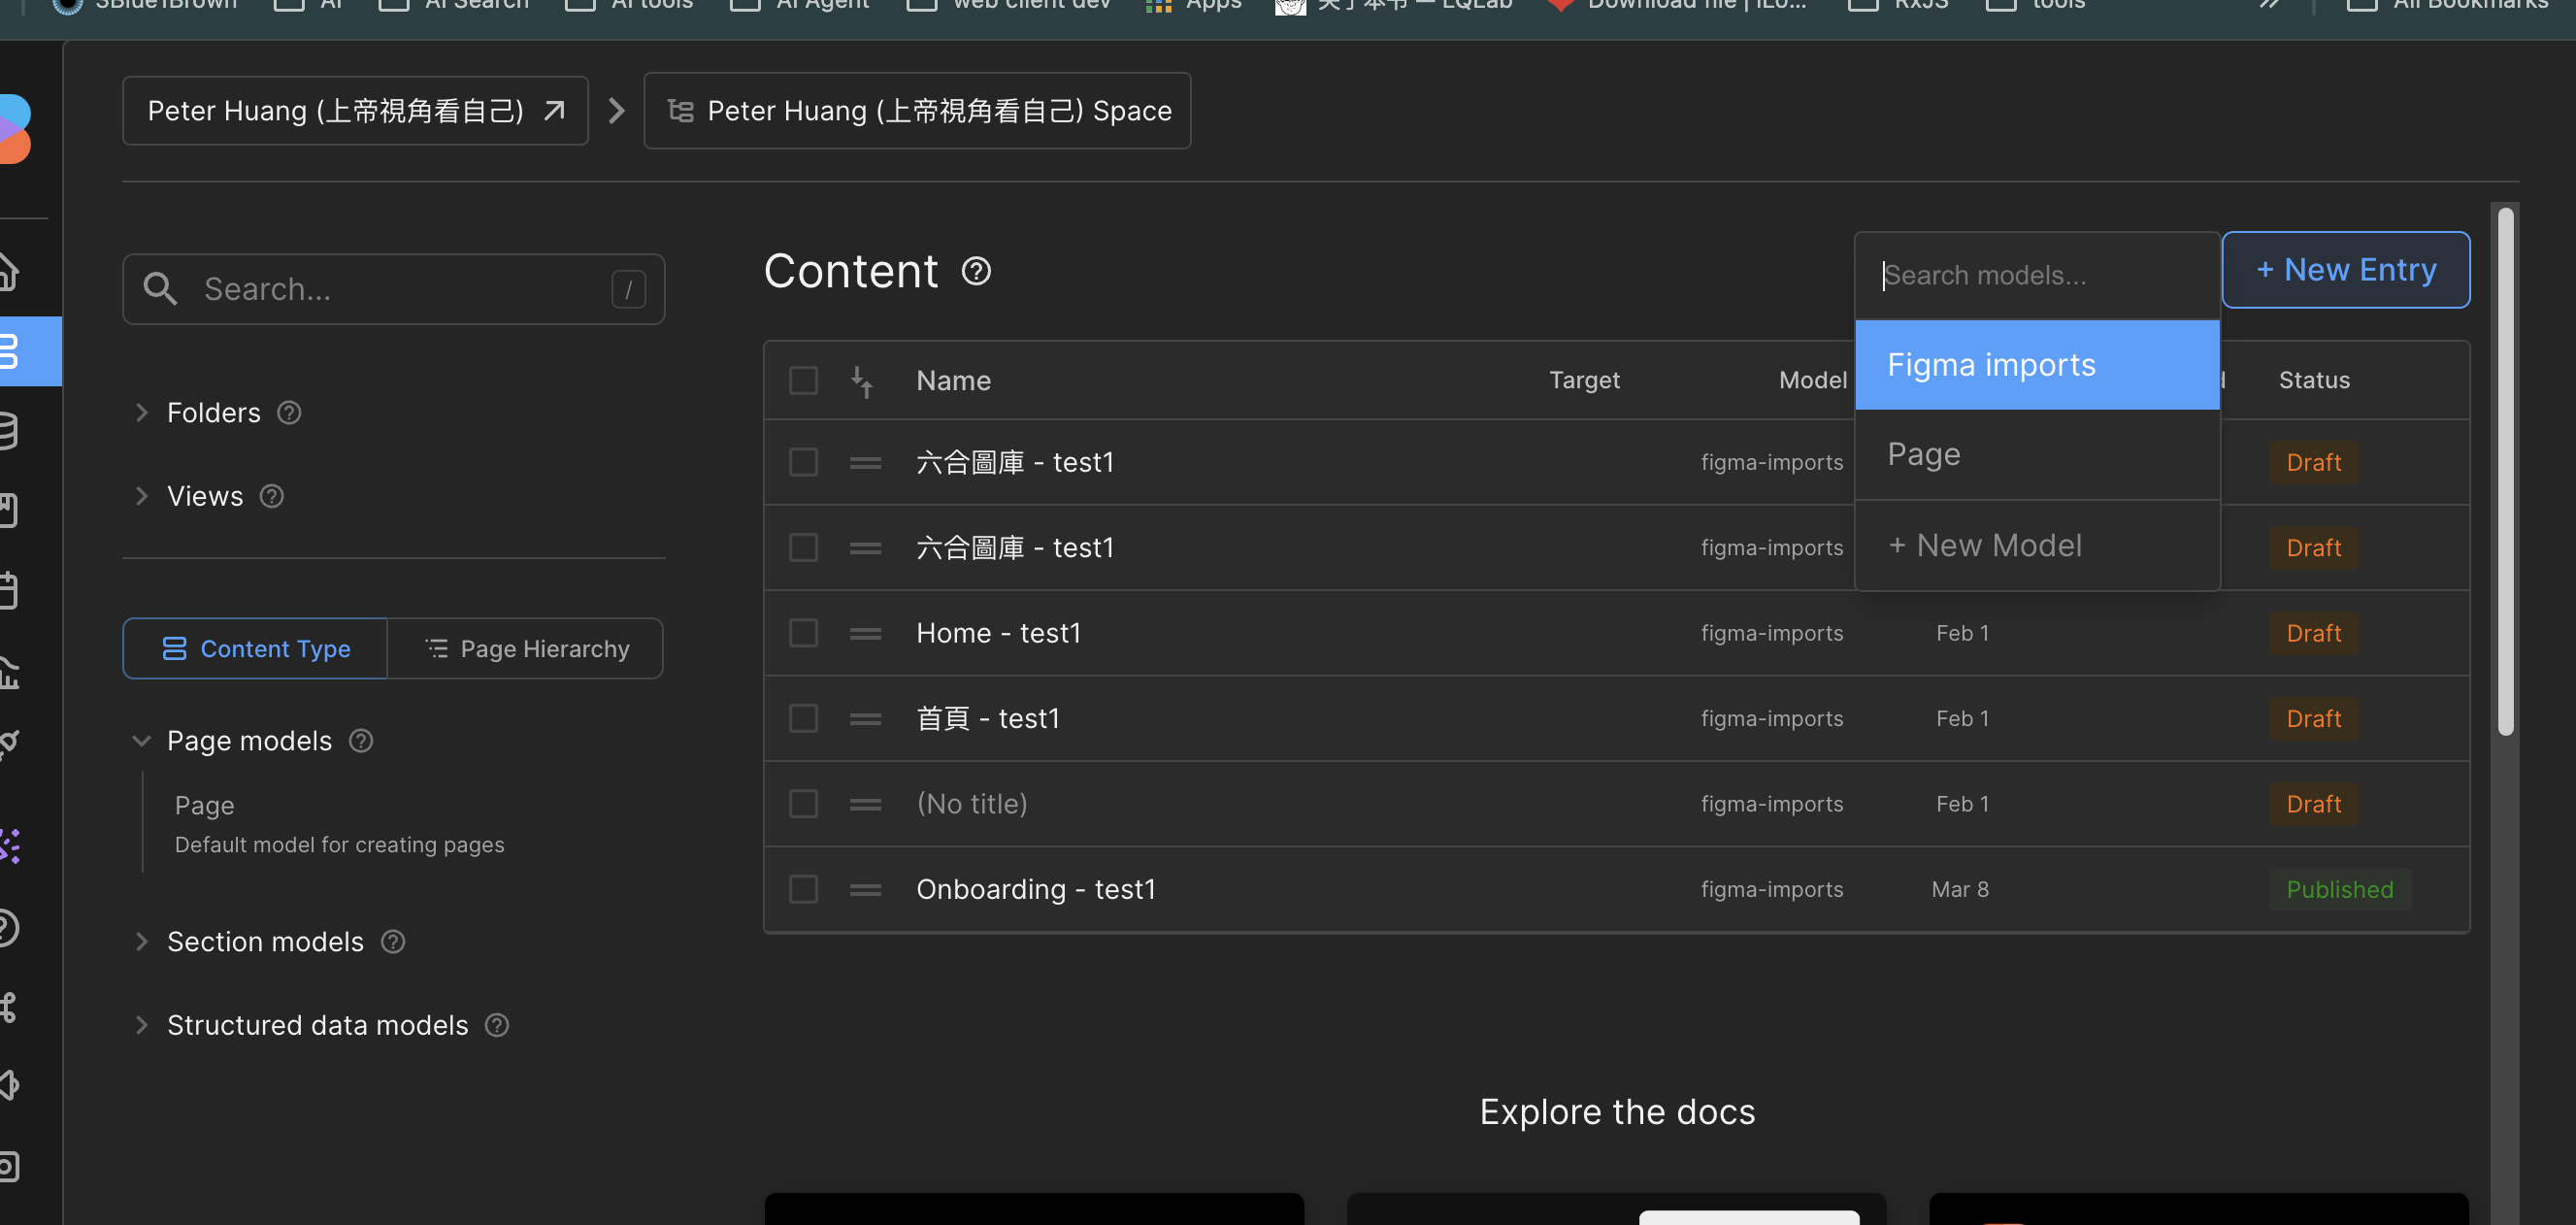 3Blue1Brown
AI
AI Search
AI tools
AI Agent
web client dev
Apps
Download file | iLo...
RxJS
tools
All Bookmarks
Peter Huang (上帝視角看自己)
Peter Huang (上帝視角看自己) Space
Search...
/
Folders
Views
Content Type
Page Hierarchy
Page models
Page
Default model for creating pages
Section models
Structured data models
Content
+ New Entry
Search models...
Figma imports
Page
+ New Model
Name Target Model Status
六合圖庫 - test1 figma-imports Draft
六合圖庫 - test1 figma-imports Draft
Home - test1 figma-imports Feb 1 Draft
首頁 - test1 figma-imports Feb 1 Draft
(No title) figma-imports Feb 1 Draft
Onboarding - test1 figma-imports Mar 8 Published
Explore the docs